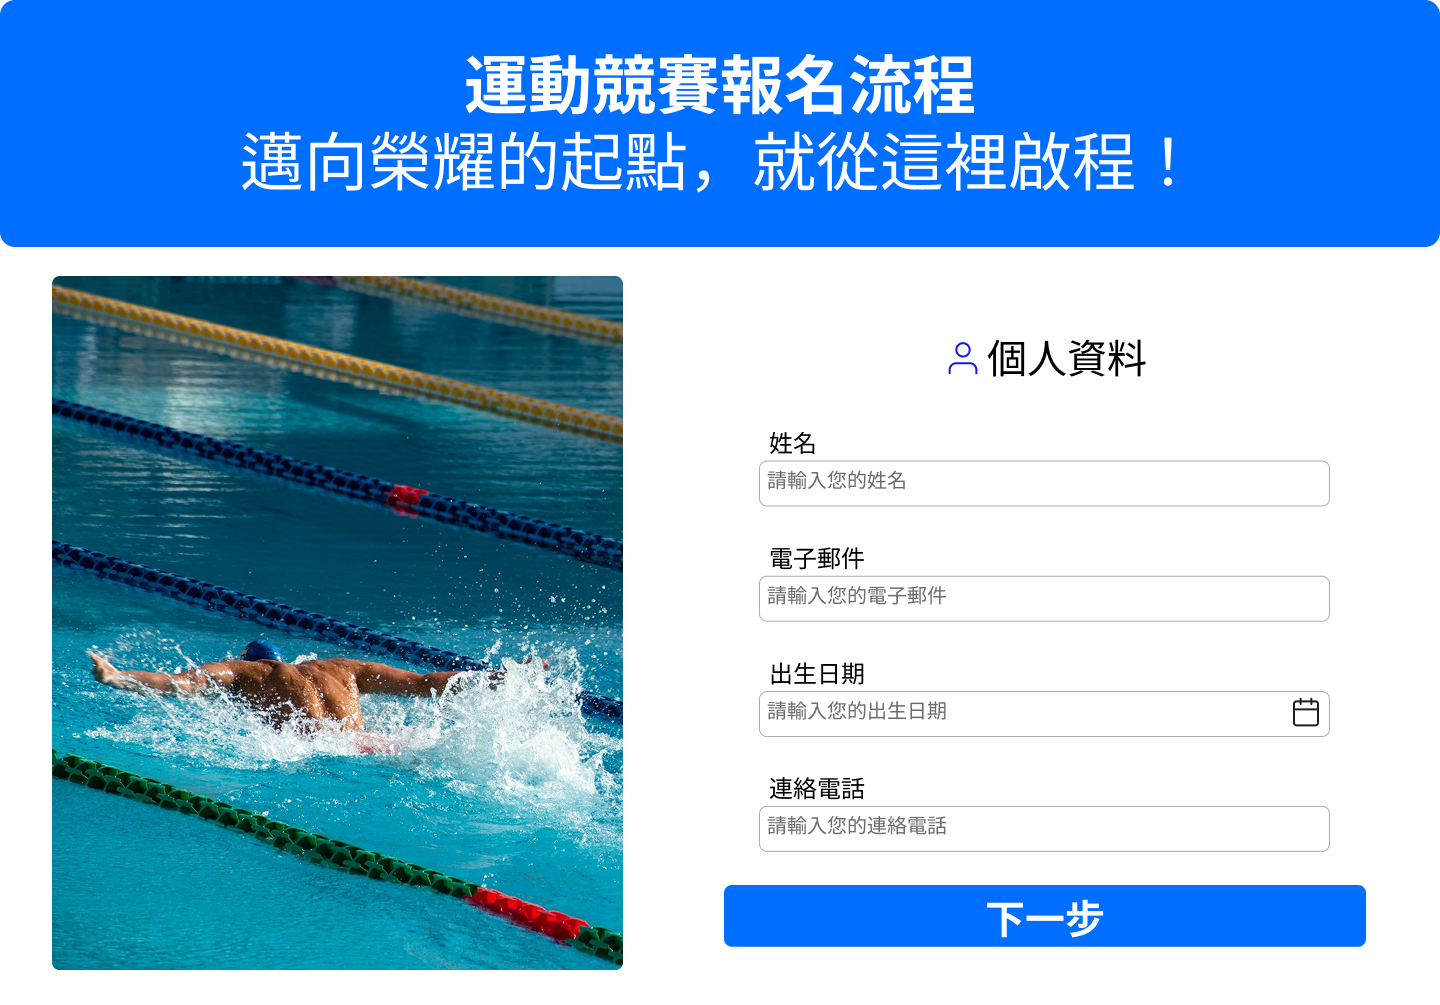 運動競賽報名流程
邁向榮耀的起點，就從這裡啟程！
個人資料
姓名
請輸入您的姓名
電子郵件
請輸入您的電子郵件
出生日期
請輸入您的出生日期
連絡電話
請輸入您的連絡電話
下一步